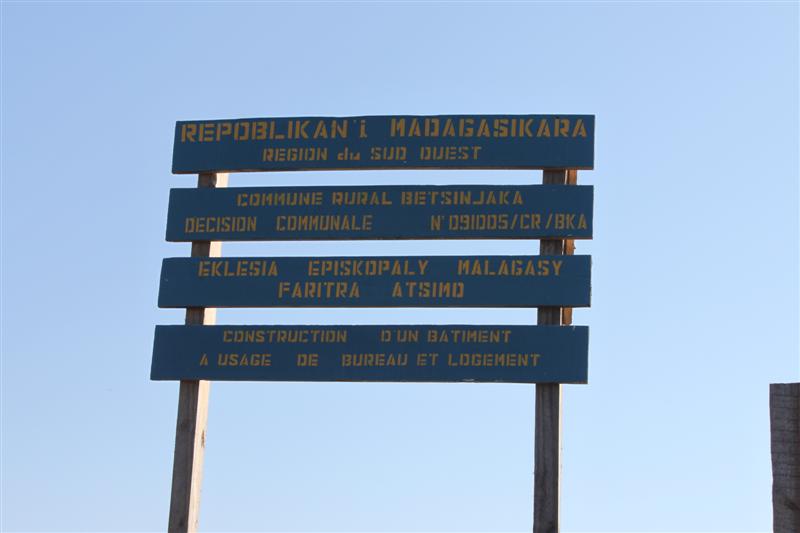 REPOBLIKAN'i MADAGASIKARA
REGION du SUD OUEST
COMMUNE RURAL BETSINJAKA
DECISION COMMUNALE N°091005/CR/BKA
EKLESIA EPISKOPALY MALAGASY
FARITRA ATSIMO
CONSTRUCTION D'UN BATIMENT
A USAGE DE BUREAU ET LOGEMENT